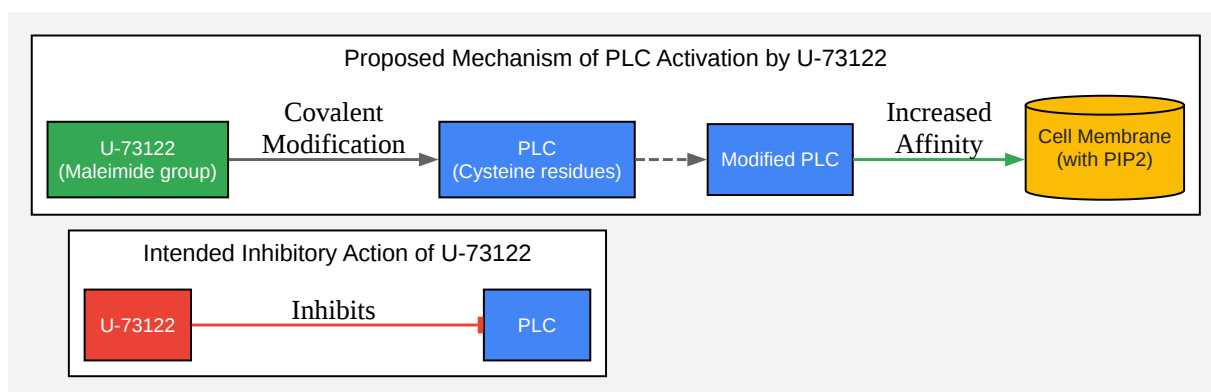 Proposed Mechanism of PLC Activation by U-73122
U-73122
(Maleimide group)
Covalent
Modification
PLC
(Cysteine residues)
Modified PLC
Increased
Affinity
Cell Membrane
(with PIP2)
Intended Inhibitory Action of U-73122
U-73122
Inhibits
PLC